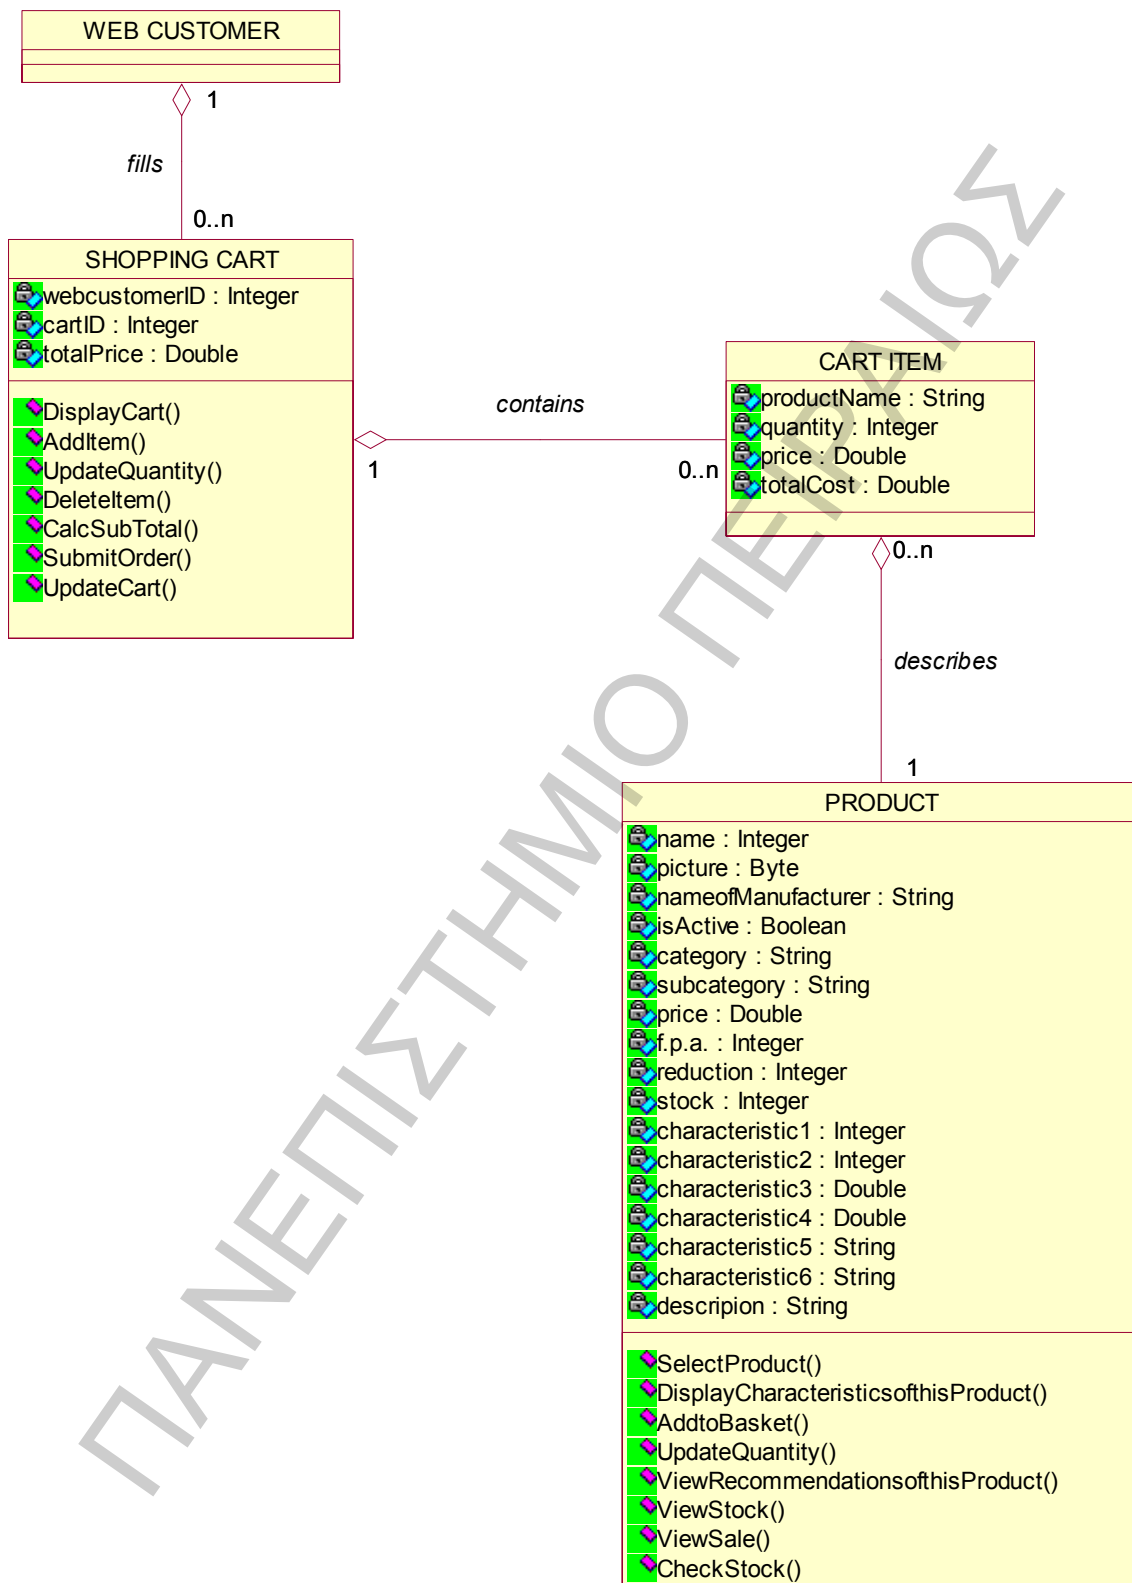 WEB CUSTOMER
1
fills
0..n
SHOPPING CART
webcustomerID : Integer
cartID : Integer
totalPrice : Double
DisplayCart()
AddItem()
UpdateQuantity()
DeleteItem()
CalcSubTotal()
SubmitOrder()
UpdateCart()
contains
1
0..n
CART ITEM
productName : String
quantity : Integer
price : Double
totalCost : Double
0..n
describes
1
PRODUCT
name : Integer
picture : Byte
nameofManufacturer : String
isActive : Boolean
category : String
subcategory : String
price : Double
f.p.a. : Integer
reduction : Integer
stock : Integer
characteristic1 : Integer
characteristic2 : Integer
characteristic3 : Double
characteristic4 : Double
characteristic5 : String
characteristic6 : String
descripion : String
SelectProduct()
DisplayCharacteristicsofthisProduct()
AddtoBasket()
UpdateQuantity()
ViewRecommendationsofthisProduct()
ViewStock()
ViewSale()
CheckStock()
ΠΑΝΕΠΙΣΤΗΜΙΟ ΠΕΙΡΑΙΩΣ